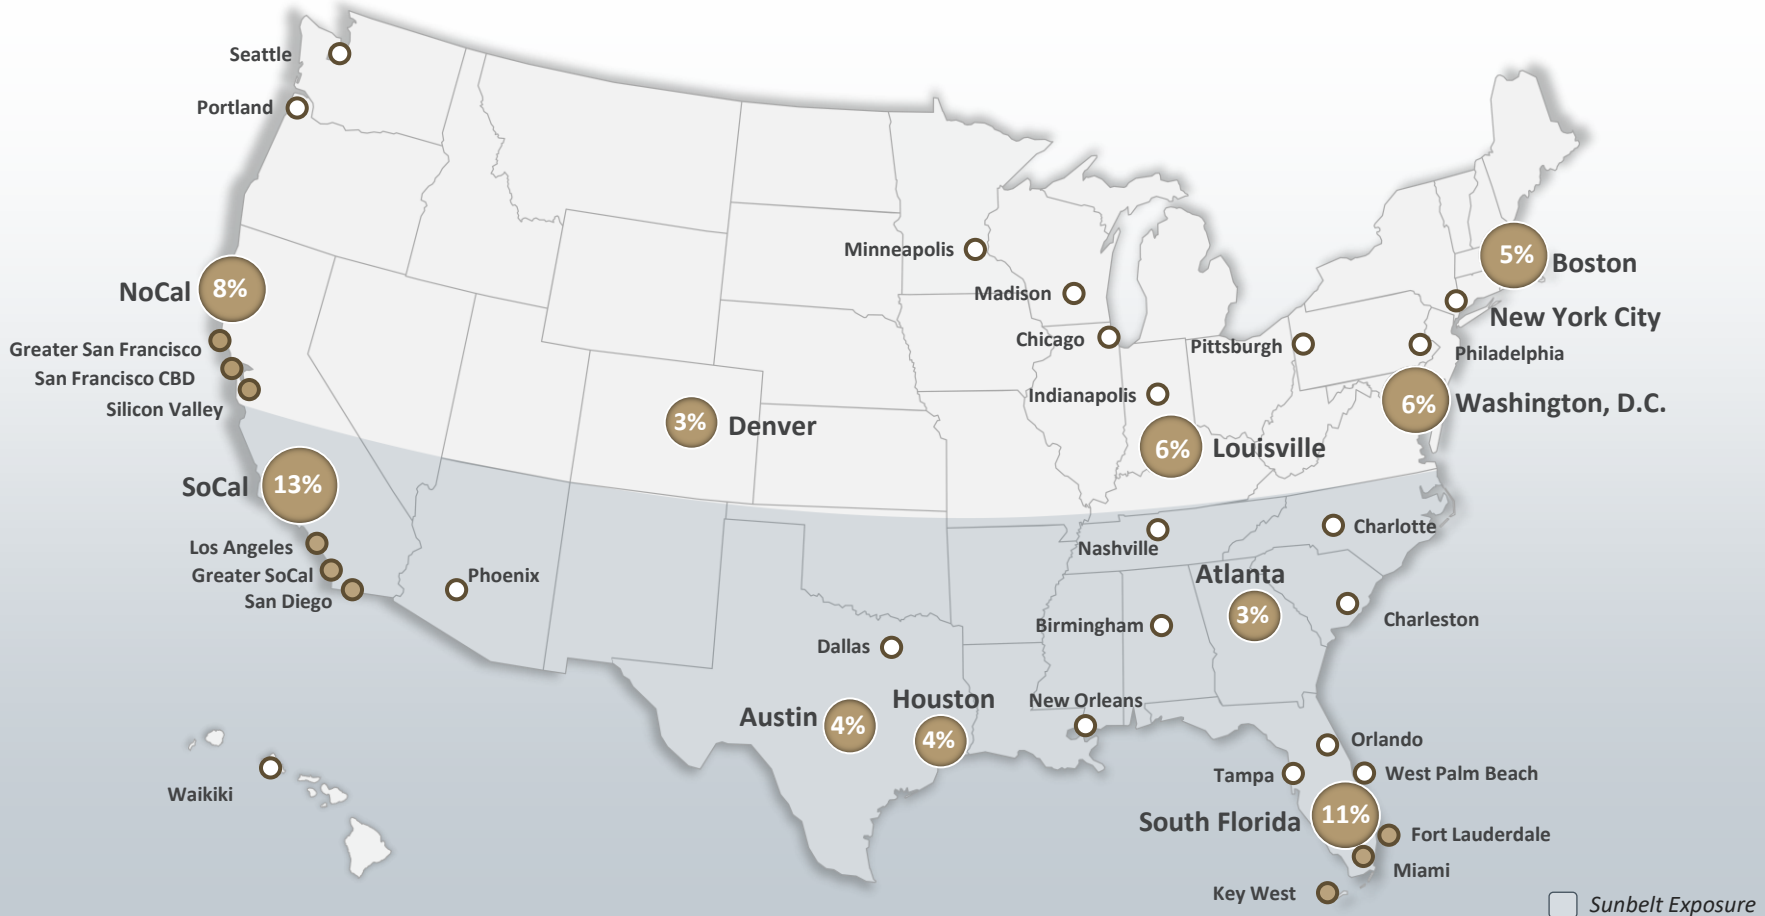 Seattle
Portland
Minneapolis
Madison
Chicago
Pittsburgh
5%
Boston
New York City
Philadelphia
NoCal
8%
Greater San Francisco
San Francisco CBD
Silicon Valley
3%
Denver
Indianapolis
6%
Louisville
6%
Washington, D.C.
SoCal
13%
Los Angeles
Greater SoCal
San Diego
Phoenix
Nashville
Charlotte
Atlanta
3%
Birmingham
Charleston
Dallas
Austin
4%
Houston
4%
New Orleans
Orlando
Tampa
West Palm Beach
South Florida
11%
Fort Lauderdale
Miami
Key West
Waikiki
Sunbelt Exposure